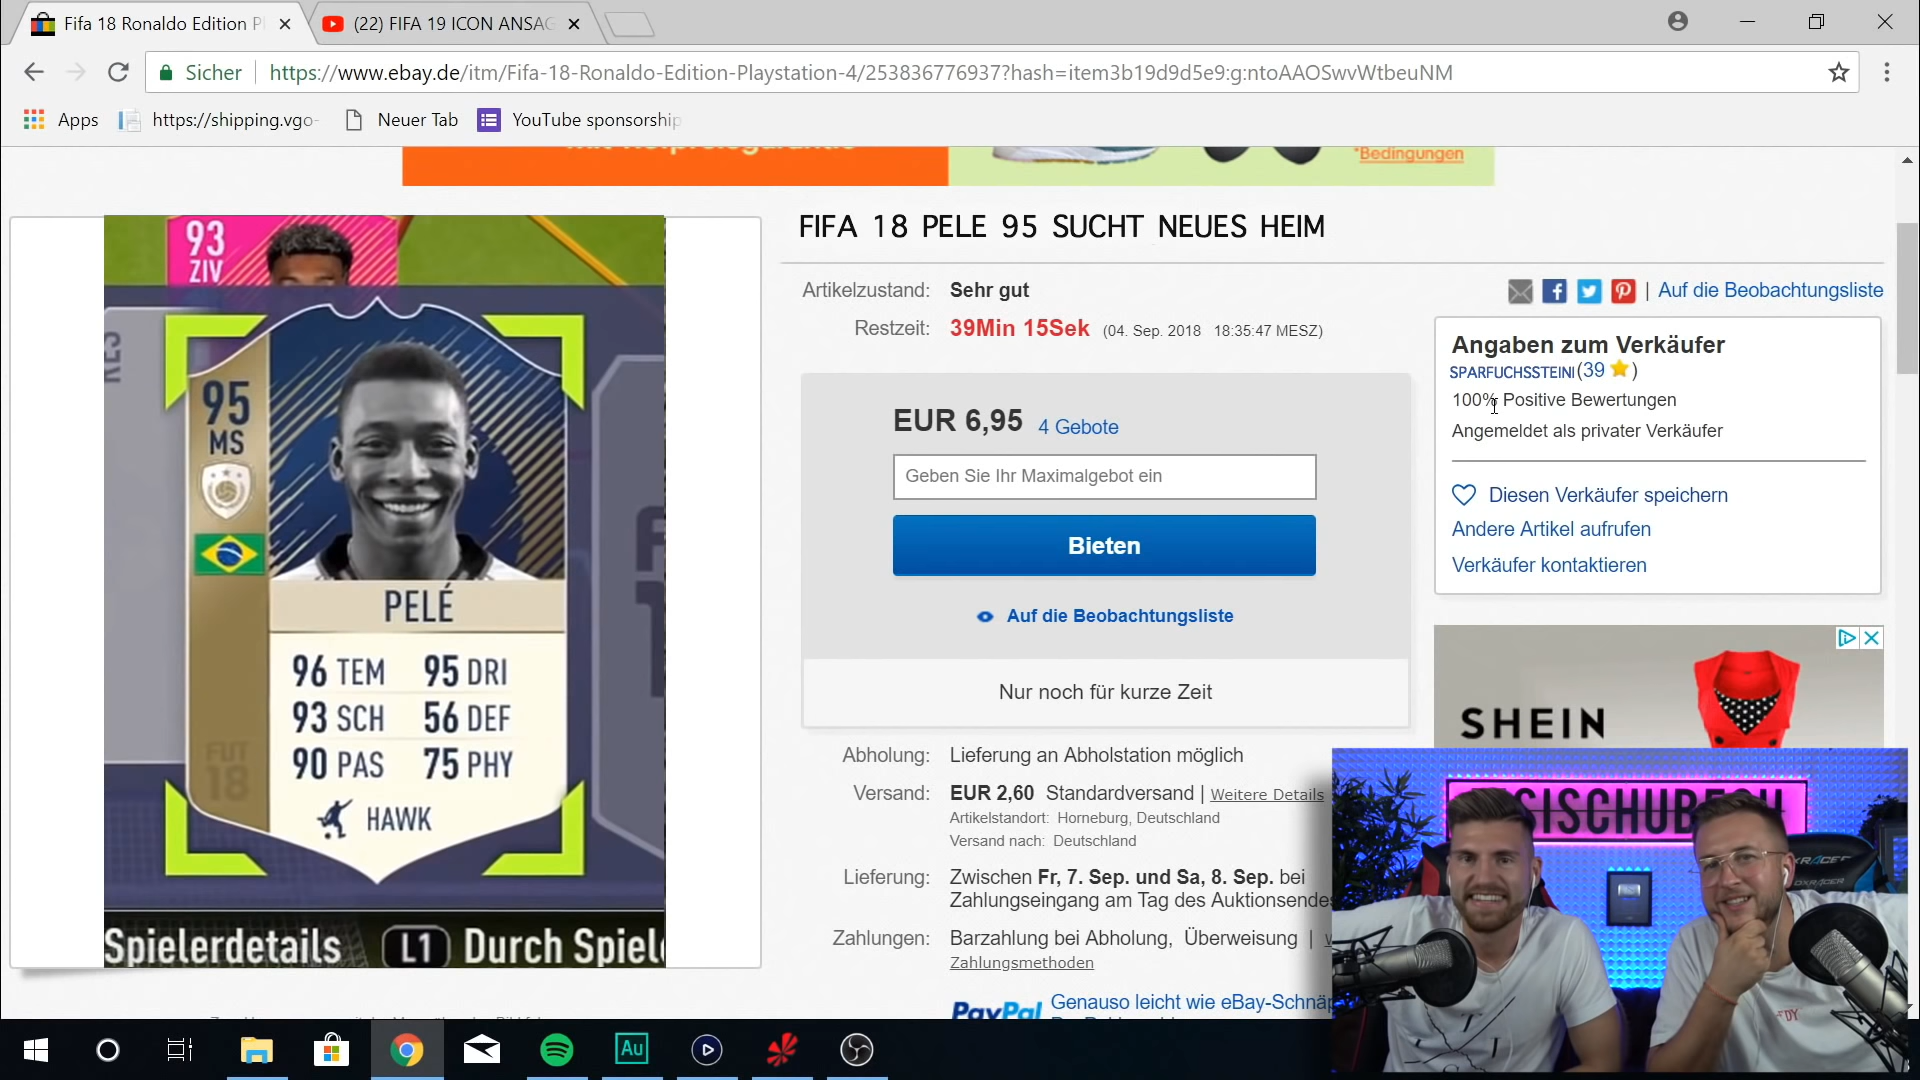 Fifa 18 Ronaldo Edition P
(22) FIFA 19 ICON ANSAG
Sicher
https://www.ebay.de/itm/Fifa-18-Ronaldo-Edition-Playstation-4/253836776937?hash=item3b19d9d5e9:g:ntoAAOSwvWtbeuNM
Apps
https://shipping.vgo-
Neuer Tab
YouTube sponsorship
*Bedingungen
93
ZIV
95
MS
PELÉ
96 TEM 95 DRI
93 SCH 56 DEF
90 PAS 75 PHY
HAWK
FUT
18
Spielerdetails L1 Durch Spiel
FIFA 18 PELE 95 SUCHT NEUES HEIM
Artikelzustand: Sehr gut
Restzeit: 39Min 15Sek (04. Sep. 2018 18:35:47 MESZ)
| Auf die Beobachtungsliste
EUR 6,95 4 Gebote
Geben Sie Ihr Maximalgebot ein
Bieten
Auf die Beobachtungsliste
Nur noch für kurze Zeit
Abholung: Lieferung an Abholstation möglich
Versand: EUR 2,60 Standardversand | Weitere Details
Artikelstandort: Horneburg, Deutschland
Versand nach: Deutschland
Lieferung: Zwischen Fr, 7. Sep. und Sa, 8. Sep. bei
Zahlungseingang am Tag des Auktionsende
Zahlungen: Barzahlung bei Abholung, Überweisung |
Zahlungsmethoden
PayPal Genauso leicht wie eBay-Schnäp
Angaben zum Verkäufer
SPARFUCHSSTEINI (39)
100% Positive Bewertungen
Angemeldet als privater Verkäufer
Diesen Verkäufer speichern
Andere Artikel aufrufen
Verkäufer kontaktieren
SHEIN
Au